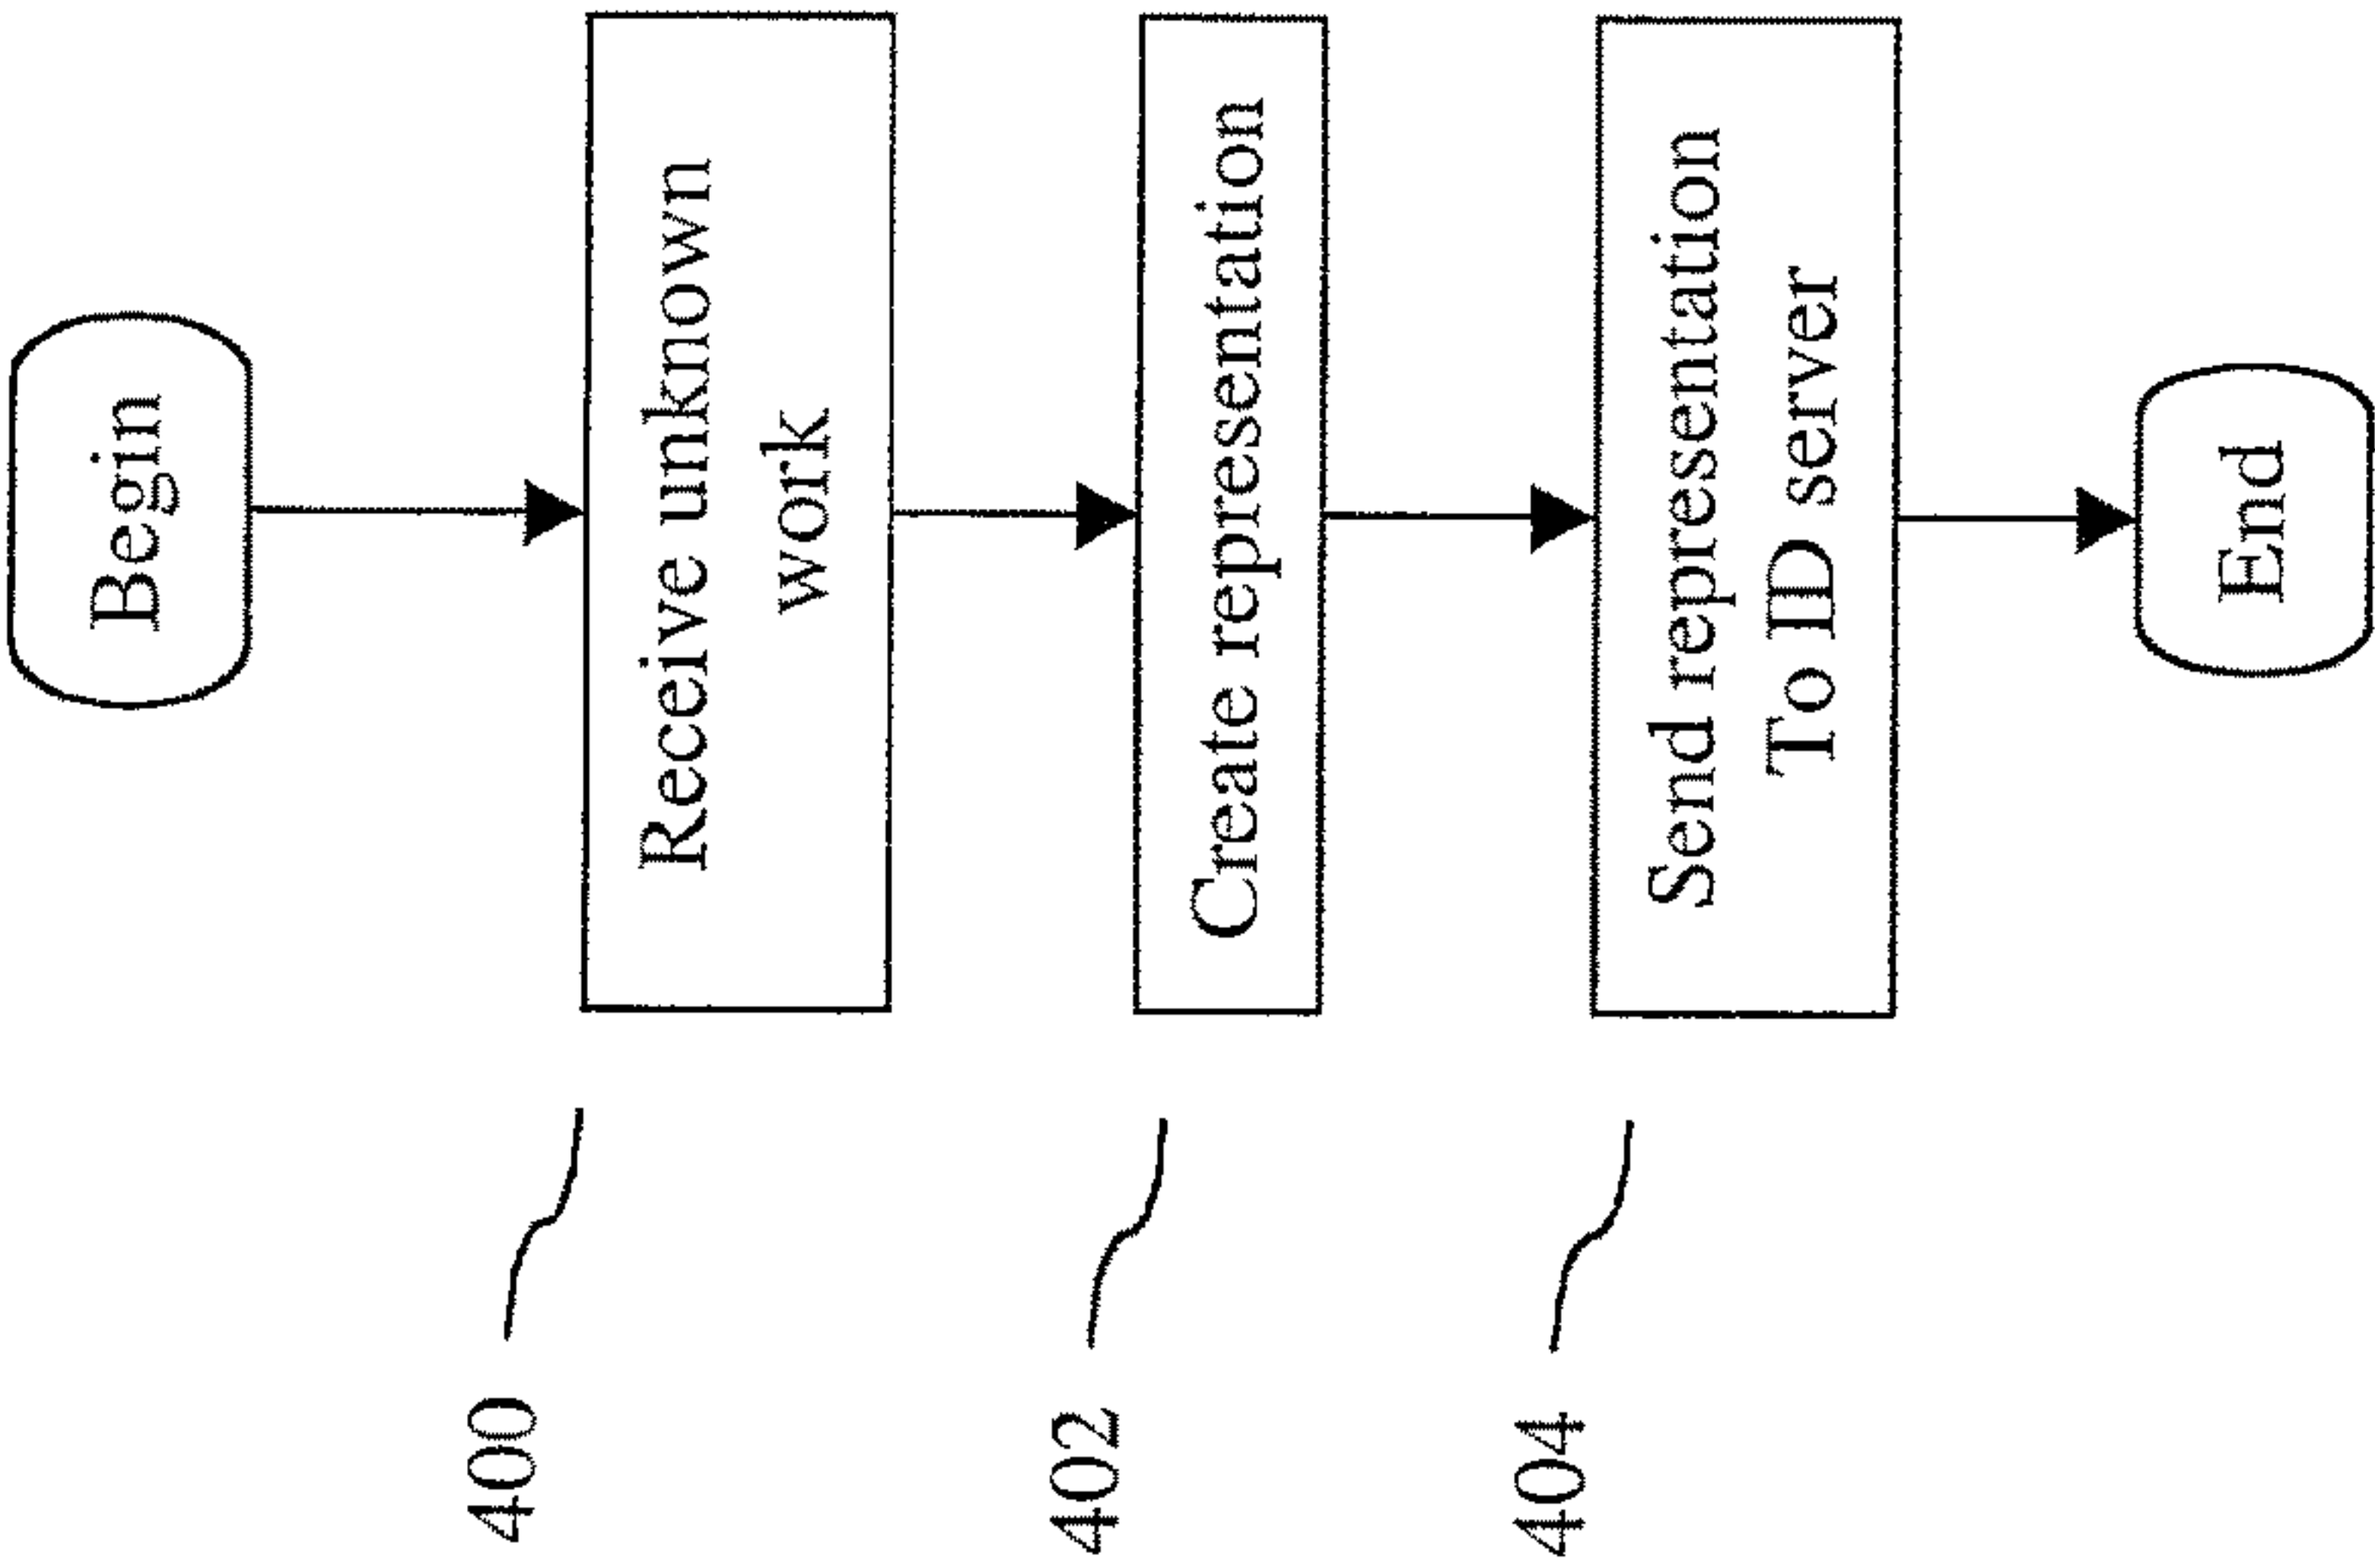 Begin
400
Receive unknown
work
402
Create representation
404
Send representation
To ID server
End